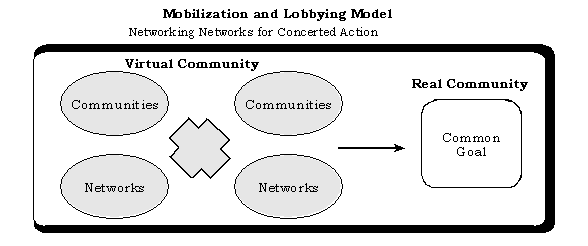 Mobilization and Lobbying Model
Networking Networks for Concerted Action
Virtual Community
Communities
Communities
Networks
Networks
Real Community
Common
Goal